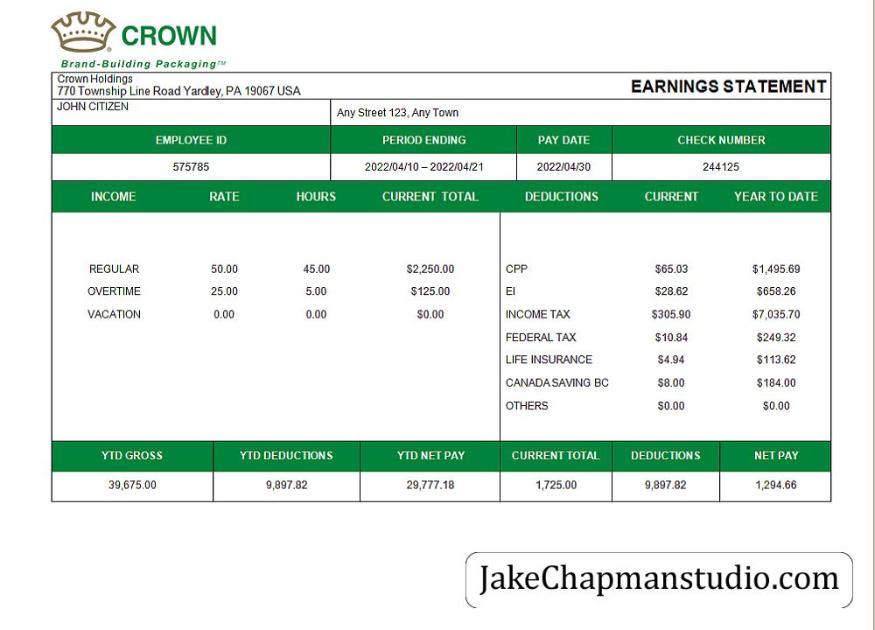 CROWN
Brand-Building Packaging™
Crown Holdings
770 Township Line Road Yardley, PA 19067 USA
EARNINGS STATEMENT
JOHN CITIZEN
Any Street 123, Any Town
EMPLOYEE ID PERIOD ENDING PAY DATE CHECK NUMBER
575785 2022/04/10 – 2022/04/21 2022/04/30 244125
INCOME RATE HOURS CURRENT TOTAL DEDUCTIONS CURRENT YEAR TO DATE
REGULAR 50.00 45.00 $2,250.00 CPP $65.03 $1,495.69
OVERTIME 25.00 5.00 $125.00 EI $28.62 $658.26
VACATION 0.00 0.00 $0.00 INCOME TAX $305.90 $7,035.70
FEDERAL TAX $10.84 $249.32
LIFE INSURANCE $4.94 $113.62
CANADA SAVING BC $8.00 $184.00
OTHERS $0.00 $0.00
YTD GROSS YTD DEDUCTIONS YTD NET PAY CURRENT TOTAL DEDUCTIONS NET PAY
39,675.00 9,897.82 29,777.18 1,725.00 9,897.82 1,294.66
JakeChapmanstudio.com